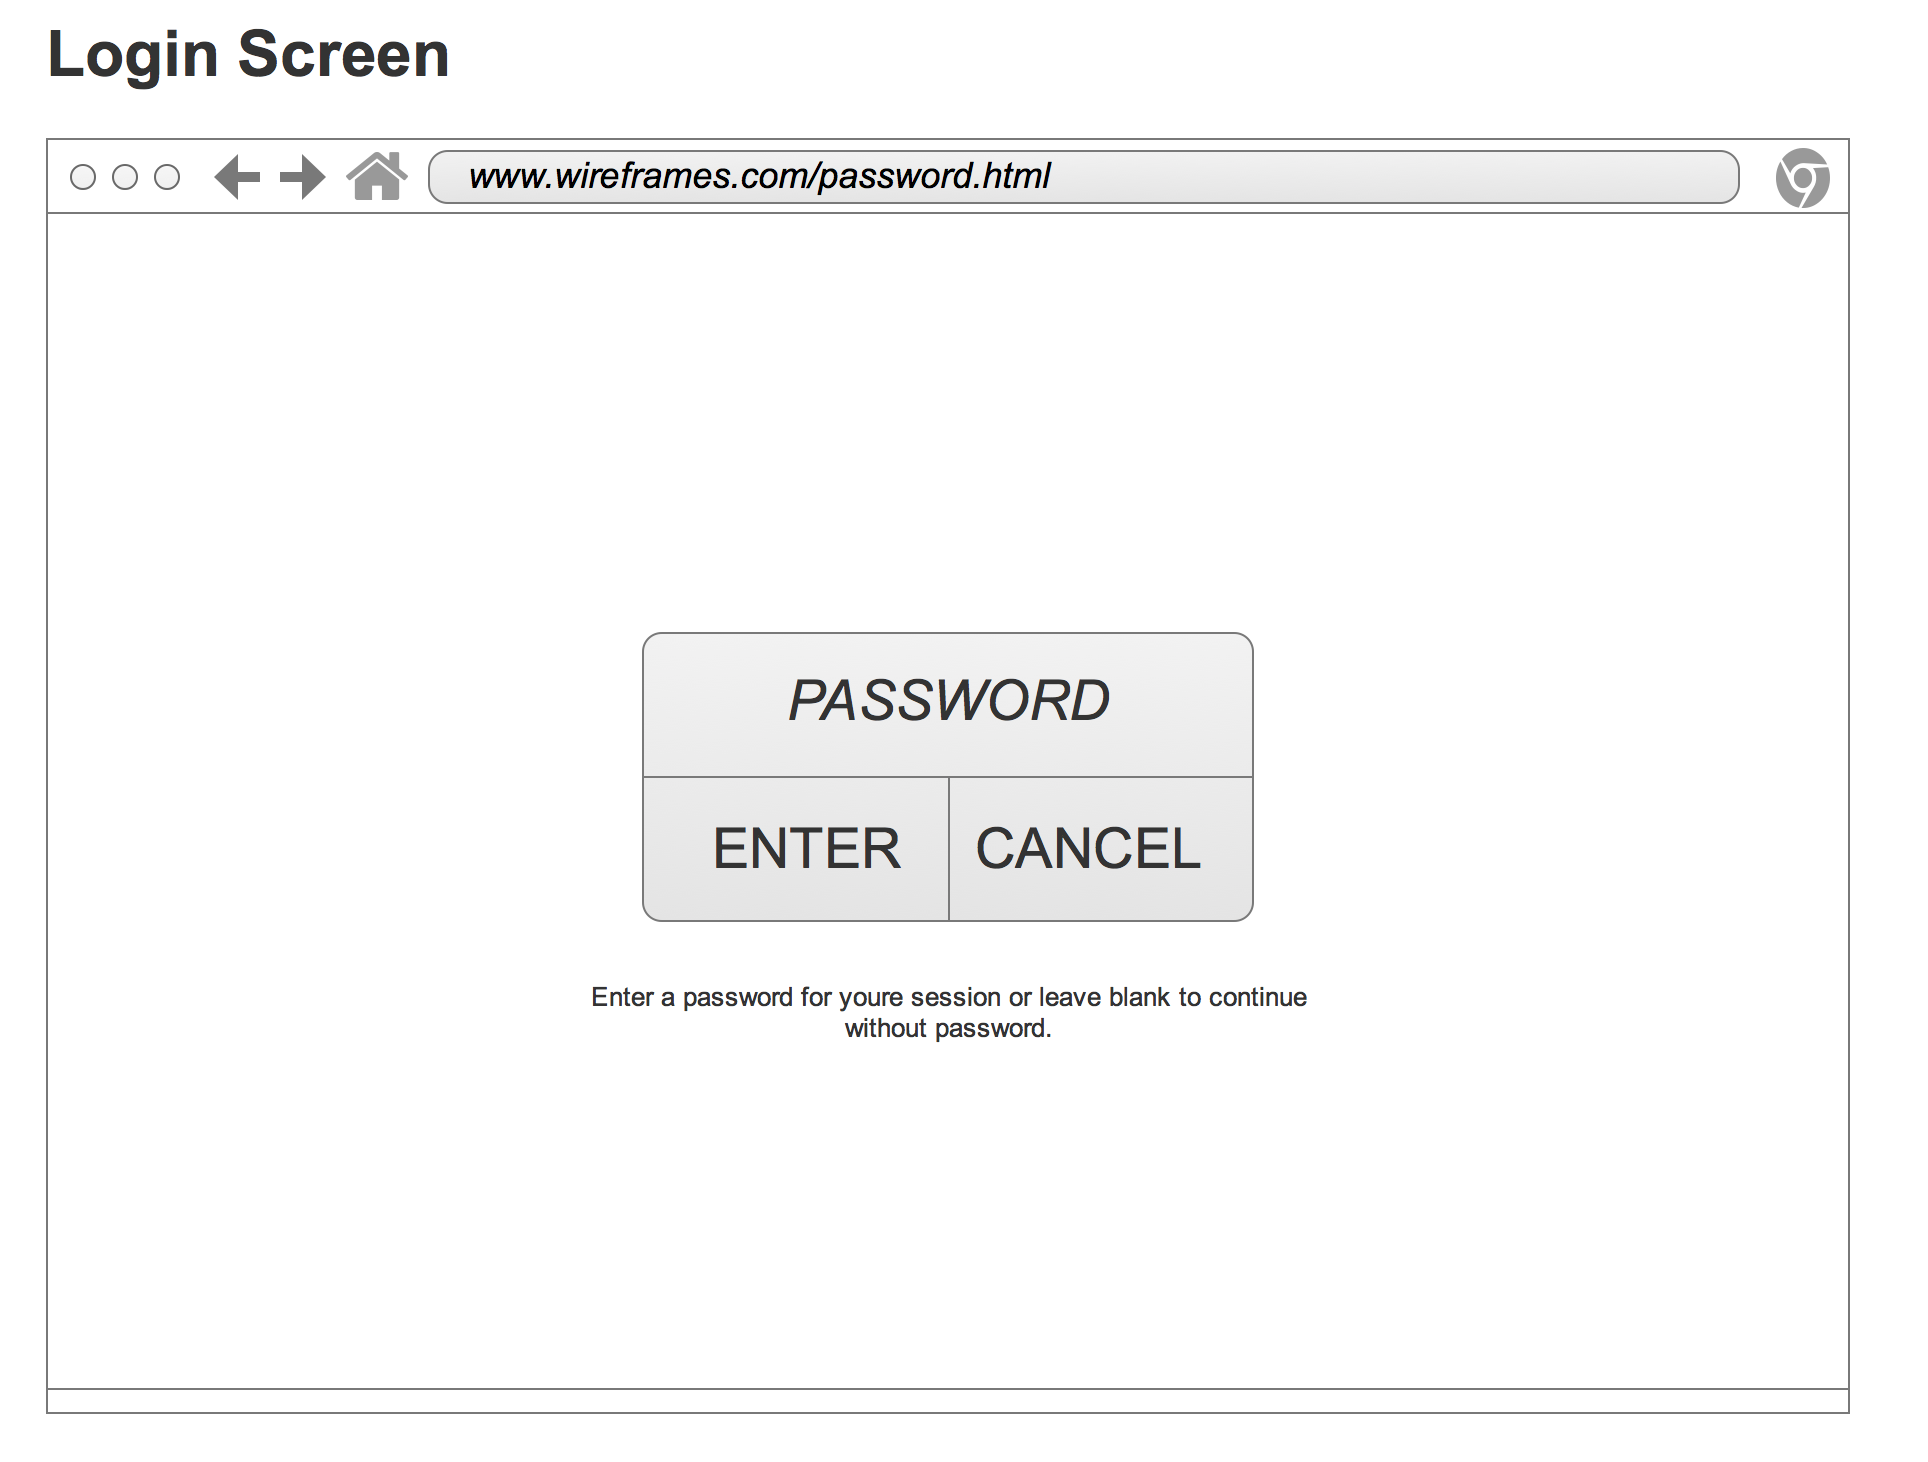 Login Screen
www.wireframes.com/password.html
PASSWORD
ENTER CANCEL
Enter a password for youre session or leave blank to continue
without password.